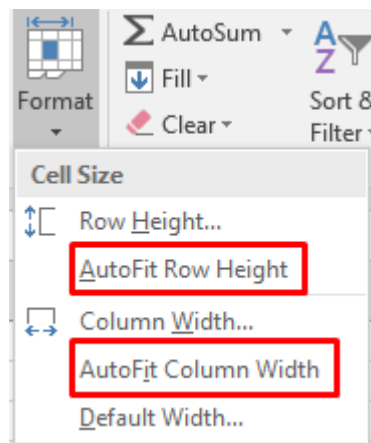 AutoSum
Fill
Format
Sort &
Clear
Filter
Cell Size
Row Height...
AutoFit Row Height
Column Width...
AutoFit Column Width
Default Width...